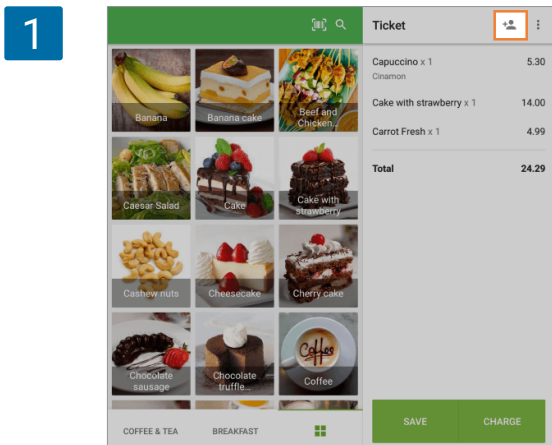 1
Ticket
Capuccino x 1 5.30
Cinamon
Cake with strawberry x 1 14.00
Carrot Fresh x 1 4.99
Total 24.29
Banana
Banana cake
Beef and
Chicken...
Caesar Salad
Cake
Cake with
strawberry
Cashew nuts
Cheesecake
Cherry cake
Chocolate
sausage
Chocolate
truffle...
Coffee
Coffee
COFFEE & TEA
BREAKFAST
SAVE
CHARGE